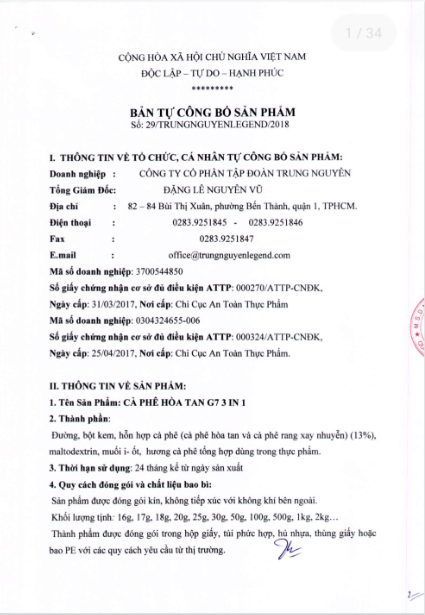 1 / 34
CỘNG HÒA XÃ HỘI CHỦ NGHĨA VIỆT NAM
ĐỘC LẬP – TỰ DO – HẠNH PHÚC
*********
BẢN TỰ CÔNG BỐ SẢN PHẨM
Số: 29/TRUNGNGUYENLEGEND/2018
I. THÔNG TIN VỀ TỔ CHỨC, CÁ NHÂN TỰ CÔNG BỐ SẢN PHẨM:
Doanh nghiệp : CÔNG TY CỔ PHẦN TẬP ĐOÀN TRUNG NGUYÊN
Tổng Giám Đốc: ĐẶNG LÊ NGUYÊN VŨ
Địa chỉ : 82 – 84 Bùi Thị Xuân, phường Bến Thành, quận 1, TPHCM.
Điện thoại : 0283.9251845 - 0283.9251846
Fax : 0283.9251847
E.mail : office@trungnguyenlegend.com
Mã số doanh nghiệp: 3700544850
Số giấy chứng nhận cơ sở đủ điều kiện ATTP: 000270/ATTP-CNĐK,
Ngày cấp: 31/03/2017, Nơi cấp: Chi Cục An Toàn Thực Phẩm
Mã số doanh nghiệp: 0304324655-006
Số giấy chứng nhận cơ sở đủ điều kiện ATTP: 000324/ATTP-CNĐK,
Ngày cấp: 25/04/2017, Nơi cấp: Chi Cục An Toàn Thực Phẩm.
II. THÔNG TIN VỀ SẢN PHẨM:
1. Tên Sản Phẩm: CÀ PHÊ HÒA TAN G7 3 IN 1
2. Thành phần:
Đường, bột kem, hỗn hợp cà phê (cà phê hòa tan và cà phê rang xay nhuyễn) (13%),
maltodextrin, muối i- ốt, hương cà phê tổng hợp dùng trong thực phẩm.
3. Thời hạn sử dụng: 24 tháng kể từ ngày sản xuất
4. Quy cách đóng gói và chất liệu bao bì:
Sản phẩm được đóng gói kín, không tiếp xúc với không khí bên ngoài.
Khối lượng tịnh: 16g, 17g, 18g, 20g, 25g, 30g, 50g, 100g, 500g, 1kg, 2kg…
Thành phẩm được đóng gói trong hộp giấy, túi phức hợp, hủ nhựa, thùng giấy hoặc
bao PE với các quy cách yêu cầu từ thị trường.